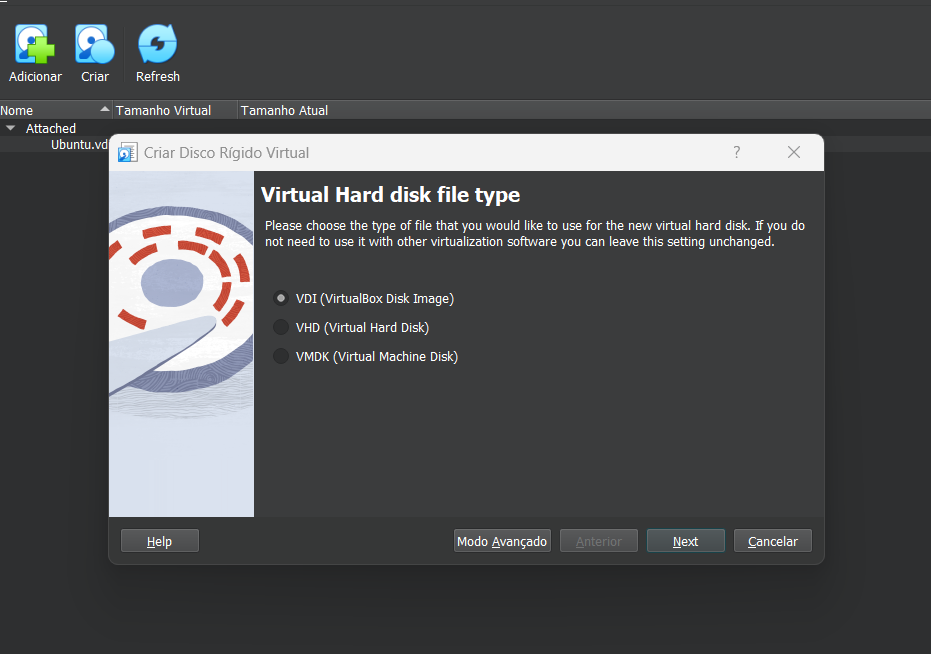 Adicionar Criar Refresh
Nome Tamanho Virtual Tamanho Atual
Attached
Ubuntu.vd
Criar Disco Rígido Virtual ?
Virtual Hard disk file type
Please choose the type of file that you would like to use for the new virtual hard disk. If you do
not need to use it with other virtualization software you can leave this setting unchanged.
VDI (VirtualBox Disk Image)
VHD (Virtual Hard Disk)
VMDK (Virtual Machine Disk)
Help Modo Avançado Anterior Next Cancelar